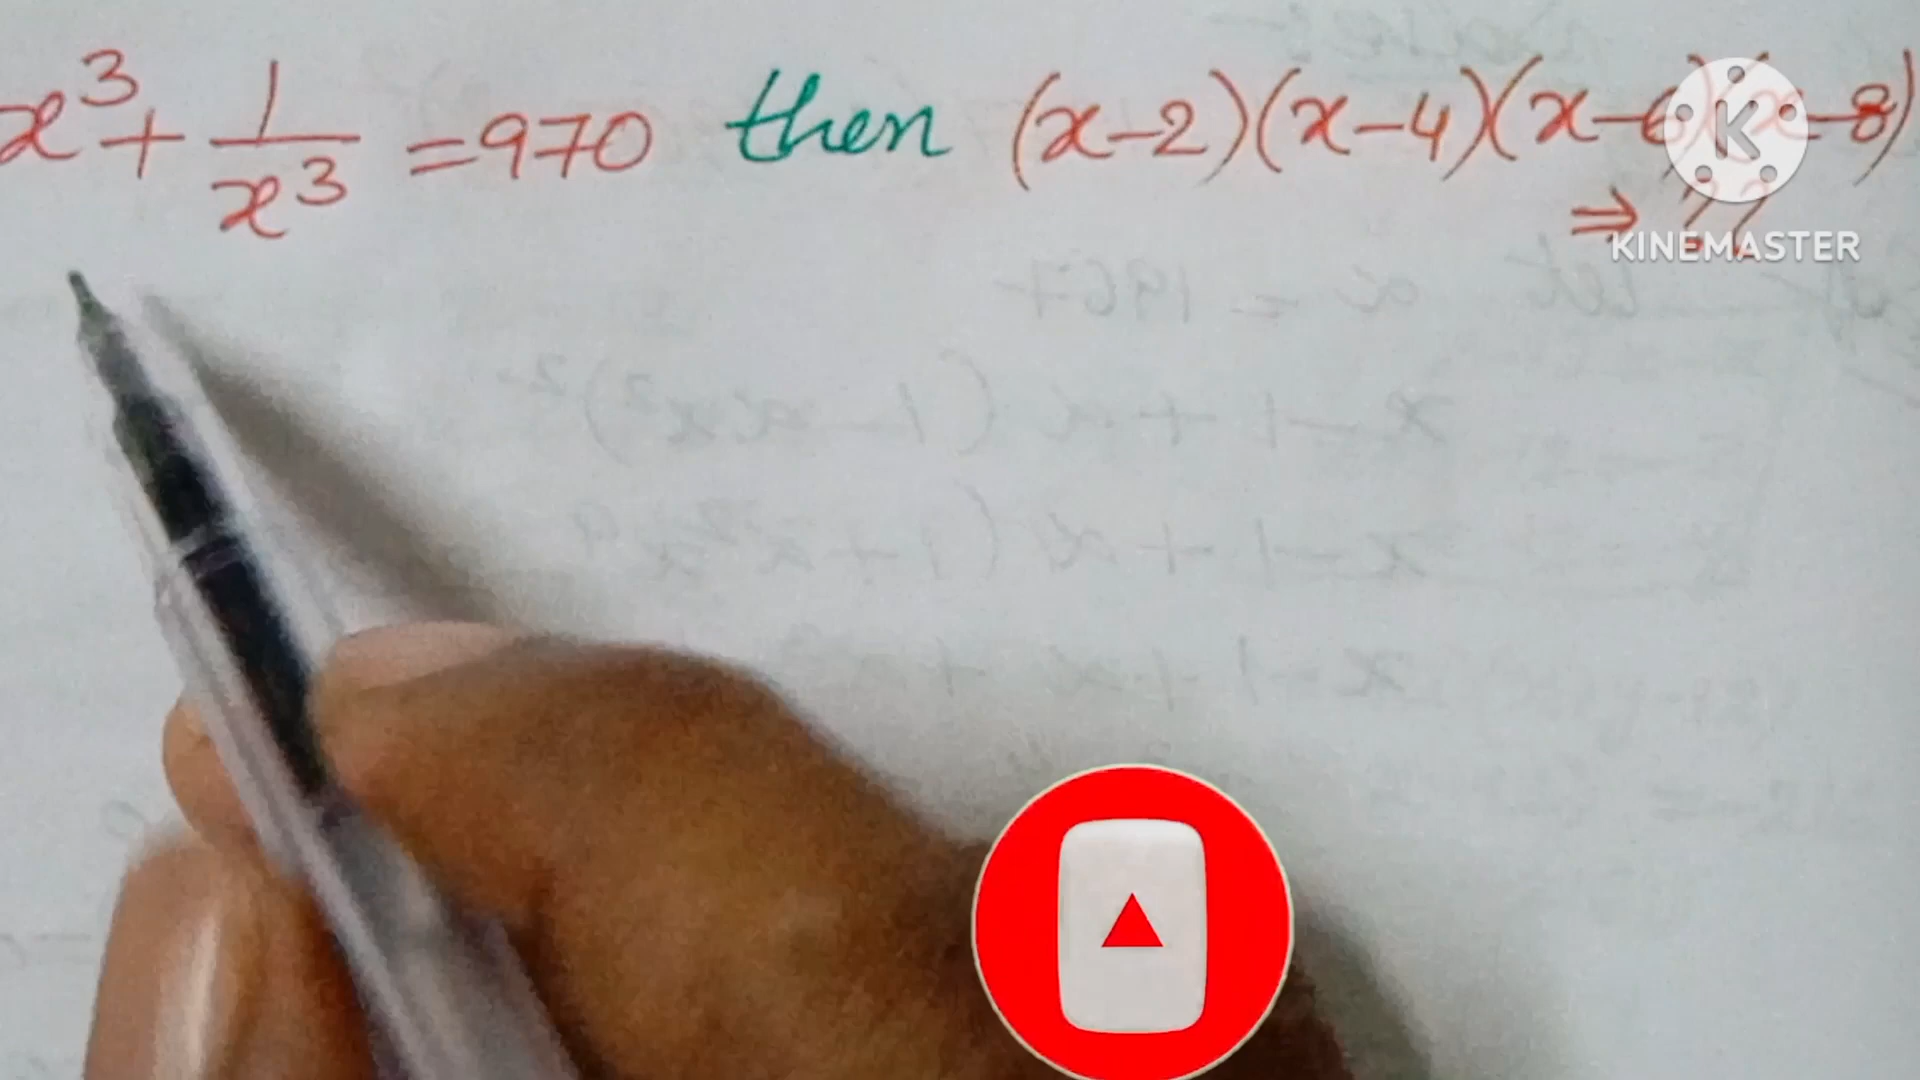 x³ + 1/x³ = 970 then (x-2)(x-4)(x-6)(x-8)
⇒ ??
KINEMASTER